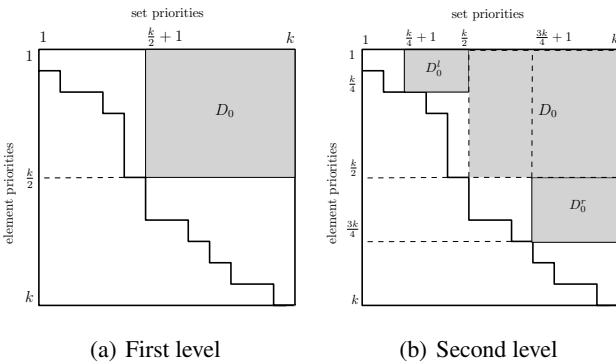 set priorities
1 k/2 + 1 k
1
element priorities
k/2
k
D_0
(a) First level
set priorities
1 k/4 + 1 k/2 3k/4 + 1 k
1
element priorities
k/4
k/2
3k/4
k
D_0^l
D_0
D_0^r
(b) Second level